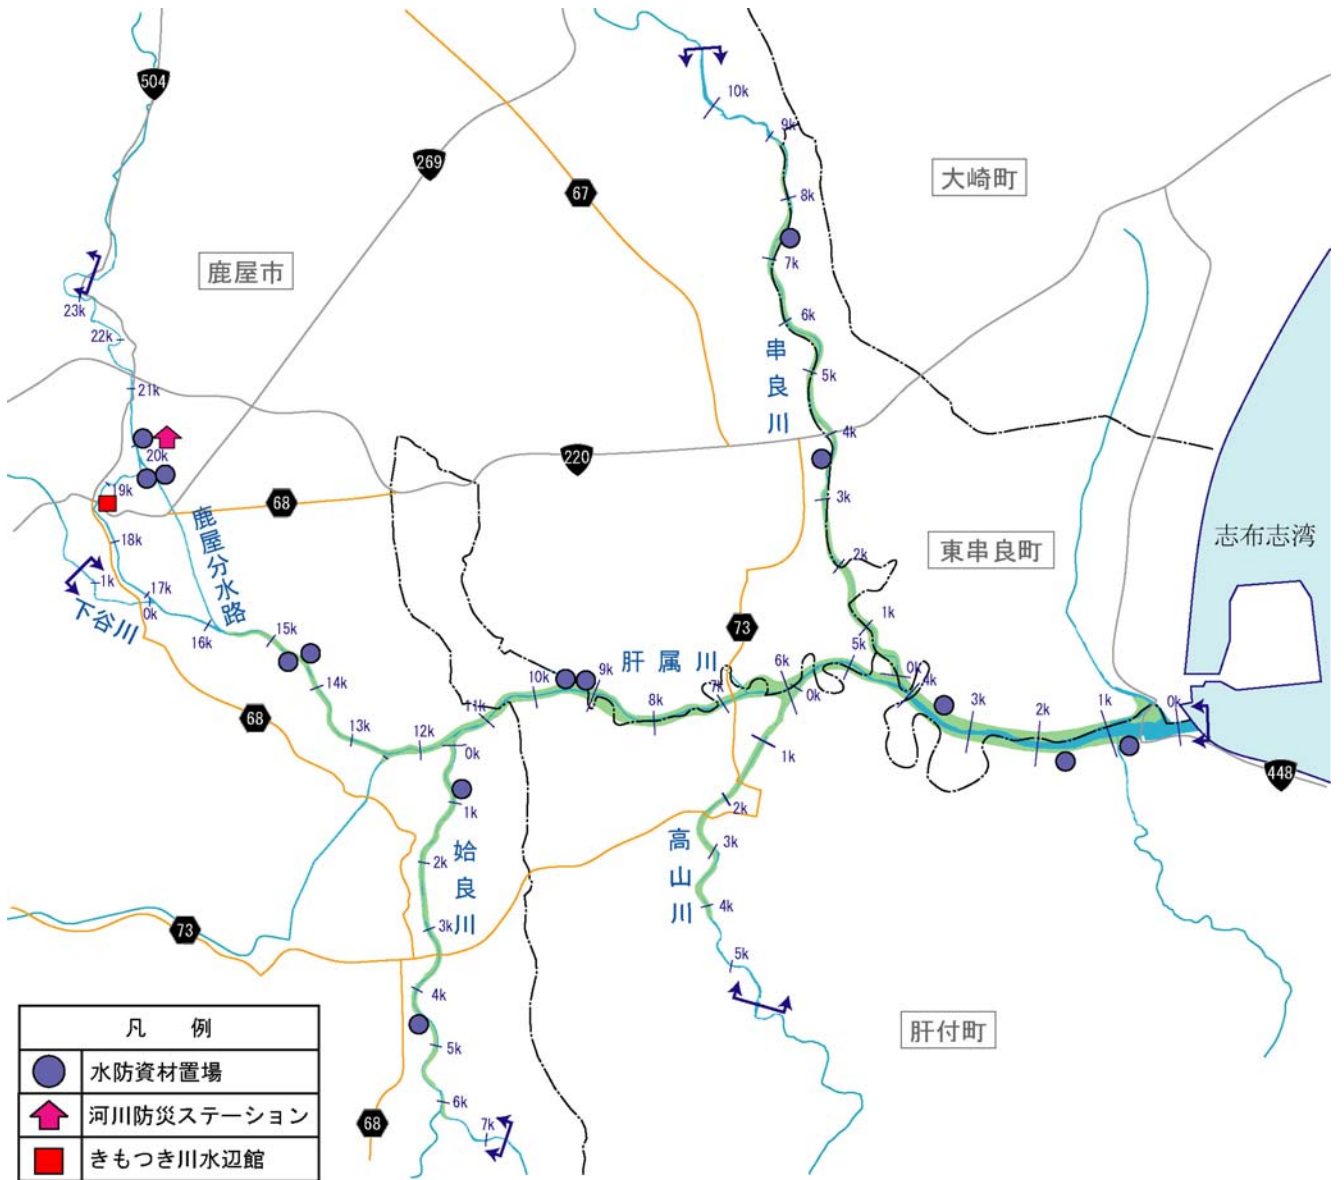 504
269
67
10k
9k
大崎町
8k
鹿屋市
7k
23k
22k
6k
串良川
5k
21k
4k
20k
220
19k
68
3k
鹿屋分水路
志布志湾
18k
東串良町
2k
1k
17k
0k
下谷川
16k
15k
73
1k
肝属川
5k
6k
0k
4k
14k
10k
9k
8k
7k
0k
3k
2k
1k
0k
11k
68
13k
12k
0k
1k
448
1k
2k
高山川
3k
始良川
2k
4k
3k
73
5k
4k
肝付町
5k
6k
7k
68
凡 例
水防資材置場
河川防災ステーション
きもつき川水辺館